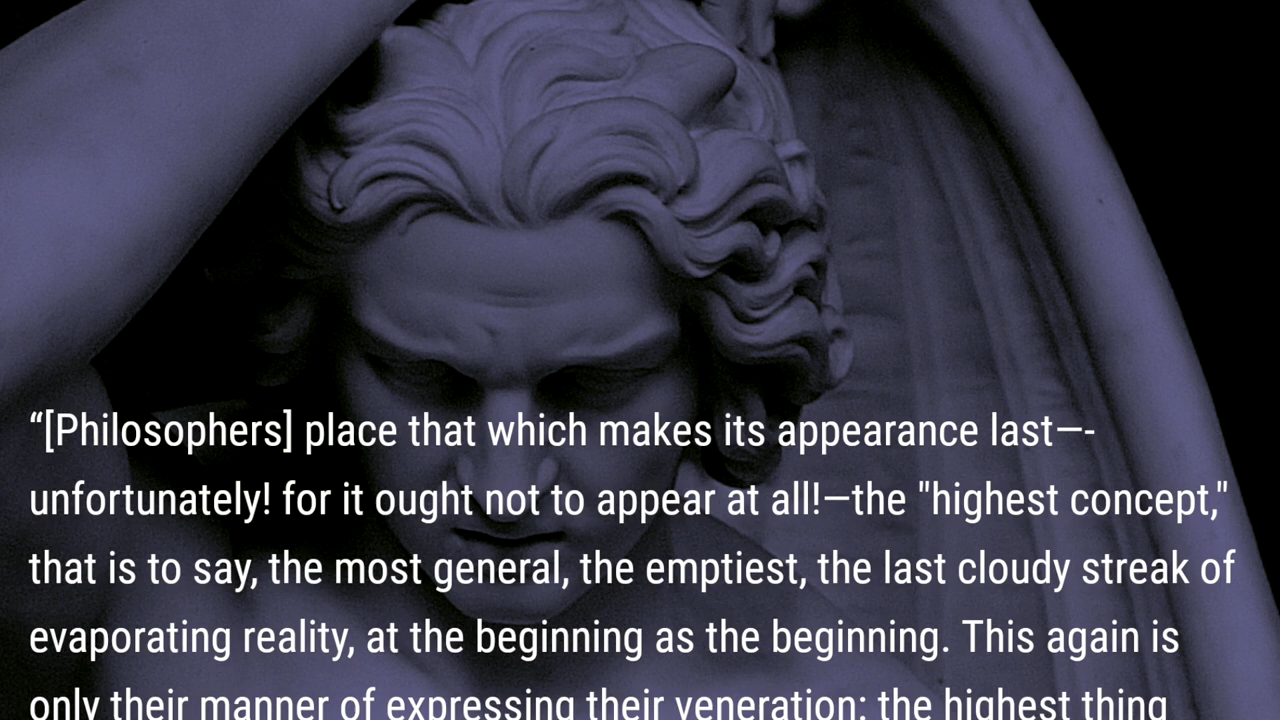 “[Philosophers] place that which makes its appearance last—-
unfortunately! for it ought not to appear at all!—the "highest concept,"
that is to say, the most general, the emptiest, the last cloudy streak of
evaporating reality, at the beginning as the beginning. This again is
only their manner of expressing their veneration: the highest thing